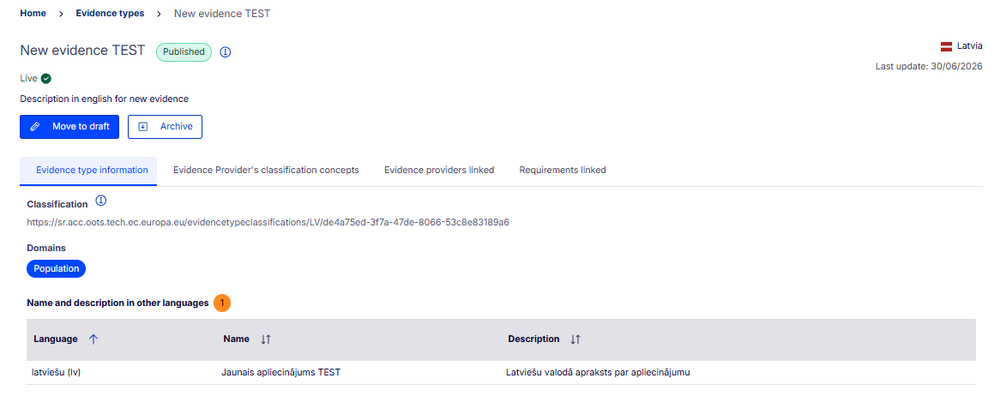 Home > Evidence types > New evidence TEST
New evidence TEST Published
Latvia
Live
Last update: 30/06/2026
Description in english for new evidence
Move to draft Archive
Evidence type information Evidence Provider's classification concepts Evidence providers linked Requirements linked
Classification
https://sr.acc.oots.tech.ec.europa.eu/evidencetypeclassifications/LV/de4a75ed-3f7a-47de-8066-53c8e83189a6
Domains
Population
Name and description in other languages 1
Language Name Description
latviešu (lv) Jaunais apliecinājums TEST Latviešu valodā apraksts par apliecinājumu